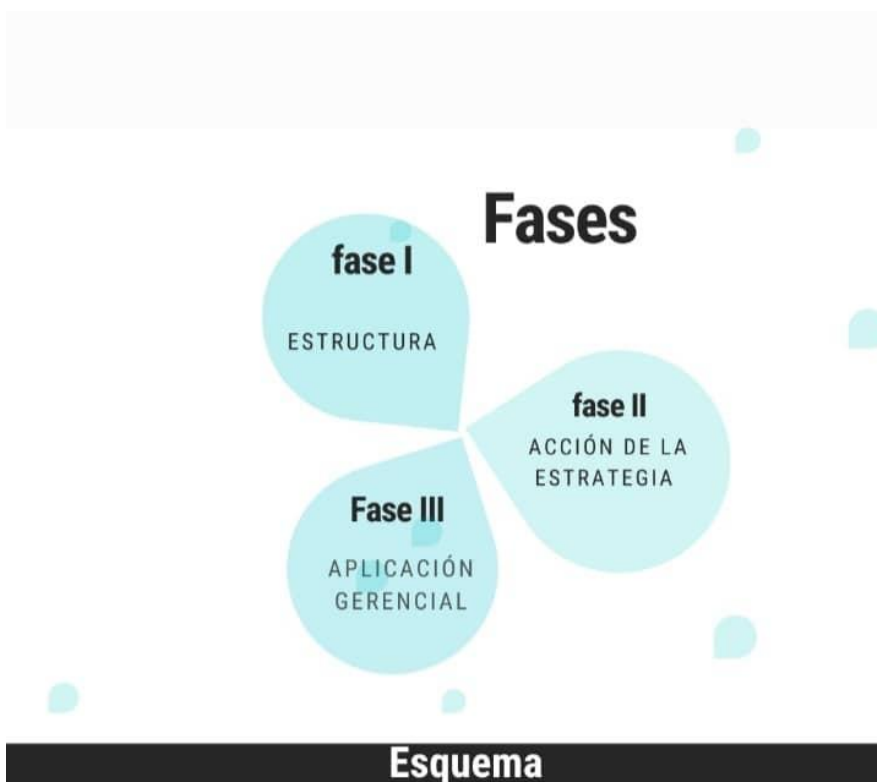 Fases
fase I
ESTRUCTURA
fase II
ACCIÓN DE LA
ESTRATEGIA
Fase III
APLICACIÓN
GERENCIAL
Esquema